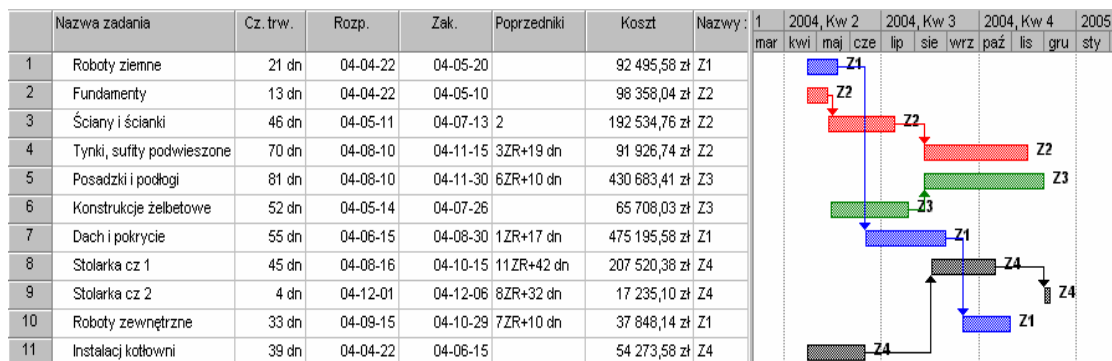 Nazwa zadania Cz. trw. Rozp. Zak. Poprzedniki Koszt Nazwy: 1 2004, Kw 2 2004, Kw 3 2004, Kw 4 2005
mar kwi maj cze lip sie wrz paź lis gru sty
1 Roboty ziemne 21 dn 04-04-22 04-05-20 92 495,58 zł Z1 Z1
2 Fundamenty 13 dn 04-04-22 04-05-10 98 358,04 zł Z2 Z2
3 Ściany i ścianki 46 dn 04-05-11 04-07-13 2 192 534,76 zł Z2 Z2
4 Tynki, sufity podwieszone 70 dn 04-08-10 04-11-15 3ZR+19 dn 91 926,74 zł Z2 Z2
5 Posadzki i podłogi 81 dn 04-08-10 04-11-30 6ZR+10 dn 430 683,41 zł Z3 Z3
6 Konstrukcje żelbetowe 52 dn 04-05-14 04-07-26 65 708,03 zł Z3 Z3
7 Dach i pokrycie 55 dn 04-06-15 04-08-30 1ZR+17 dn 475 195,58 zł Z1 Z1
8 Stolarka cz 1 45 dn 04-08-16 04-10-15 11ZR+42 dn 207 520,38 zł Z4 Z4
9 Stolarka cz 2 4 dn 04-12-01 04-12-06 8ZR+32 dn 17 235,10 zł Z4 Z4
10 Roboty zewnętrzne 33 dn 04-09-15 04-10-29 7ZR+10 dn 37 848,14 zł Z1 Z1
11 Instalacj kotłowni 39 dn 04-04-22 04-06-15 54 273,58 zł Z4 Z4